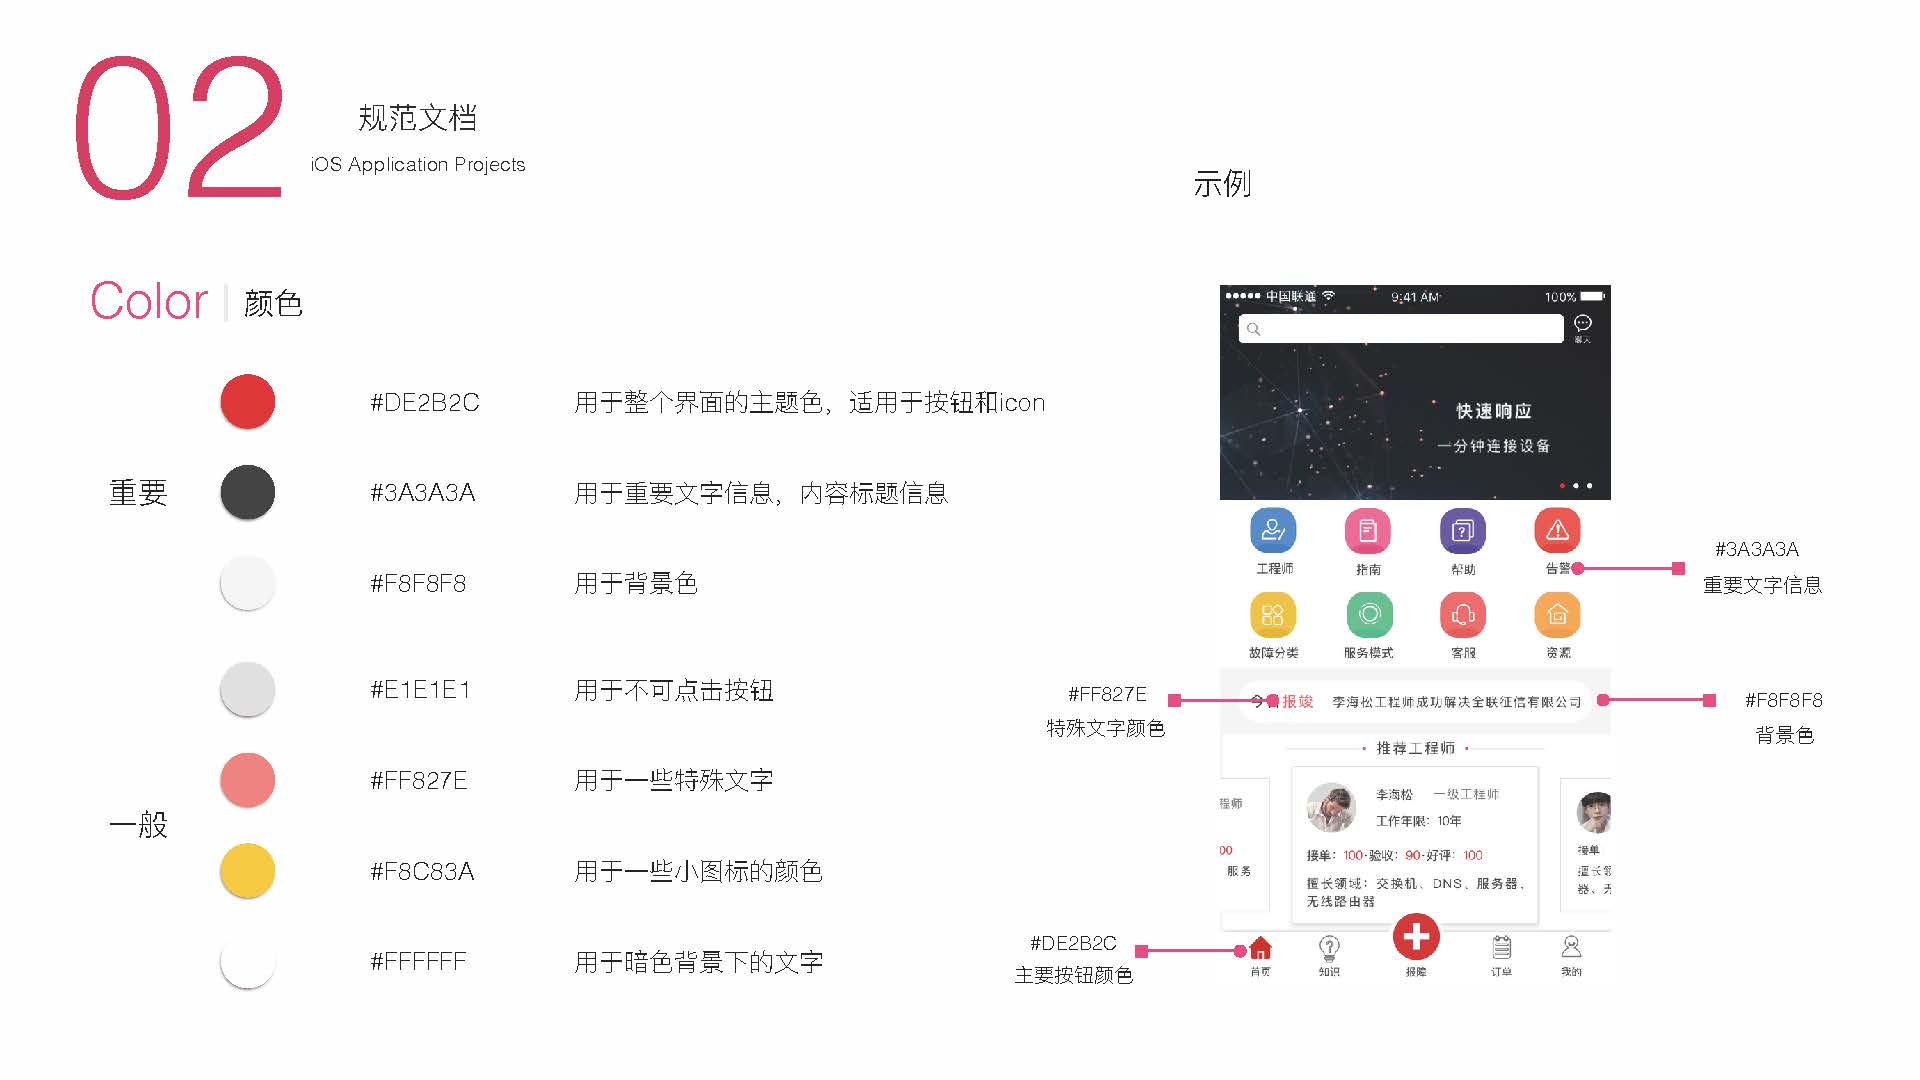 02
规范文档
iOS Application Projects
示例
Color
颜色
重要
#DE2B2C
用于整个界面的主题色，适用于按钮和icon
#3A3A3A
用于重要文字信息，内容标题信息
#F8F8F8
用于背景色
一般
#E1E1E1
用于不可点击按钮
#FF827E
用于一些特殊文字
#F8C83A
用于一些小图标的颜色
#FFFFFF
用于暗色背景下的文字
中国联通
9:41 AM
100%
聊天
快速响应
一分钟连接设备
工程师
指南
帮助
告警
故障分类
服务模式
客服
资源
今日报竣
李海松工程师成功解决全联征信有限公司
推荐工程师
程师
00
服务
李海松 一级工程师
工作年限：10年
接单：100·验收：90·好评：100
擅长领域：交换机、DNS、服务器、
无线路由器
接单
擅长领
器、无
首页
知识
报障
订单
我的
#3A3A3A
重要文字信息
#FF827E
特殊文字颜色
#F8F8F8
背景色
#DE2B2C
主要按钮颜色